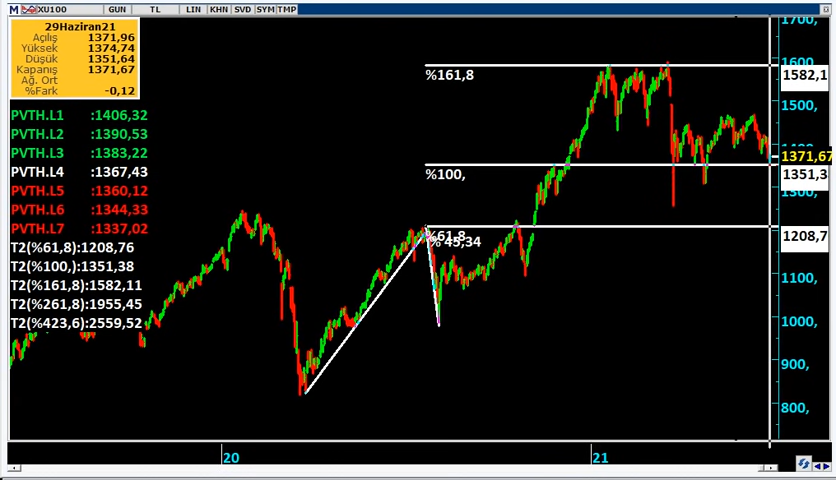 M XU100 GUN TL LIN KHN SVD SYM TMP
29Haziran21
Açılış 1371,96
Yüksek 1374,74
Düşük 1351,64
Kapanış 1371,67
Ağ. Ort
%Fark -0,12
PVTH.L1 :1406,32
PVTH.L2 :1390,53
PVTH.L3 :1383,22
PVTH.L4 :1367,43
PVTH.L5 :1360,12
PVTH.L6 :1344,33
PVTH.L7 :1337,02
T2(%61,8):1208,76
T2(%100,):1351,38
T2(%161,8):1582,11
T2(%261,8):1955,45
T2(%423,6):2559,52
%161,8
%100,
%61,8
%45,34
1700,
1600,
1582,1
1500,
1371,67
1351,3
1300,
1208,7
1100,
1000,
900,
800,
20
21